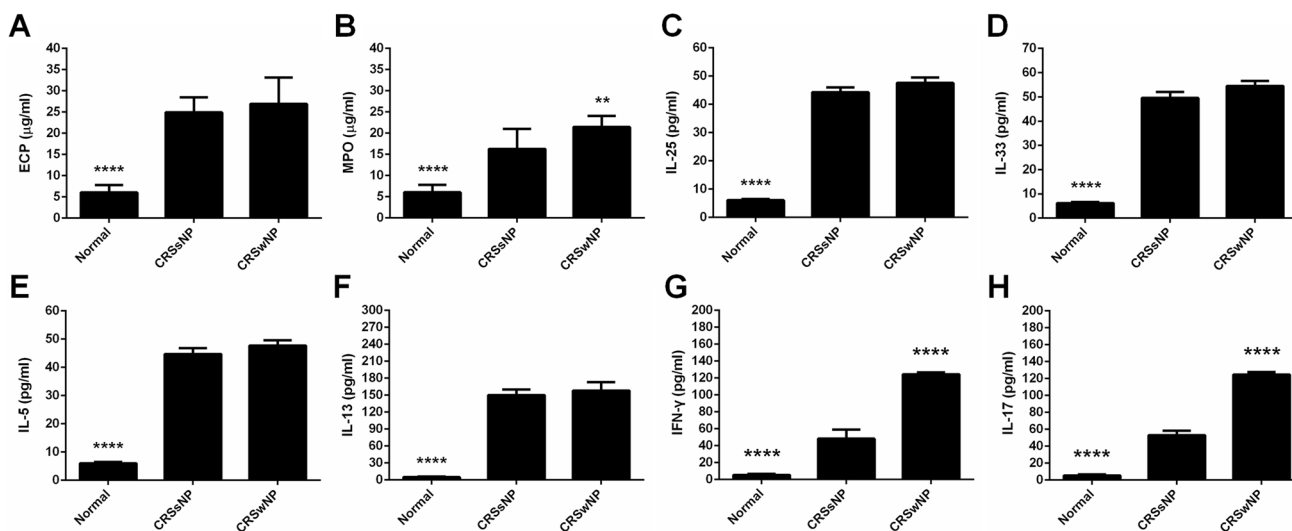 A
ECP (µg/ml)
40
35
30
25
20
15
10
5
0
****
Normal
CRSsNP
CRSwNP
B
MPO (µg/ml)
40
35
30
25
20
15
10
5
0
****
**
Normal
CRSsNP
CRSwNP
C
IL-25 (pg/ml)
60
50
40
30
20
10
0
****
Normal
CRSsNP
CRSwNP
D
IL-33 (pg/ml)
70
60
50
40
30
20
10
0
****
Normal
CRSsNP
CRSwNP
E
IL-5 (pg/ml)
60
50
40
30
20
10
0
****
Normal
CRSsNP
CRSwNP
F
IL-13 (pg/ml)
300
270
240
210
180
150
120
90
60
30
0
****
Normal
CRSsNP
CRSwNP
G
IFN-γ (pg/ml)
200
180
160
140
120
100
80
60
40
20
0
****
****
Normal
CRSsNP
CRSwNP
H
IL-17 (pg/ml)
200
180
160
140
120
100
80
60
40
20
0
****
****
Normal
CRSsNP
CRSwNP